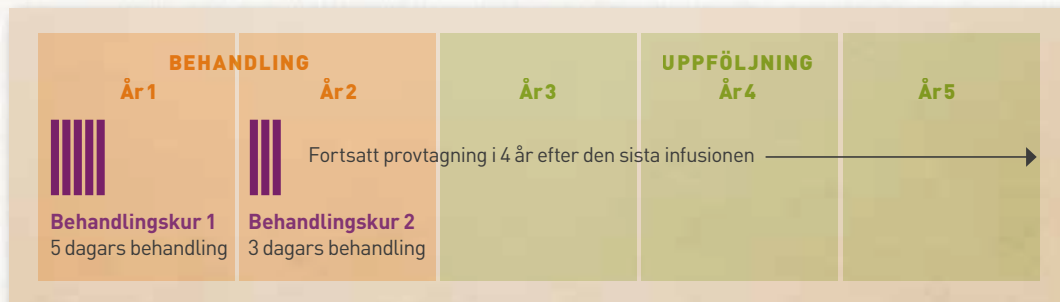 BEHANDLING
År 1
År 2
UPPFÖLJNING
År 3
År 4
År 5
Fortsatt provtagning i 4 år efter den sista infusionen
Behandlingskur 1
5 dagars behandling
Behandlingskur 2
3 dagars behandling